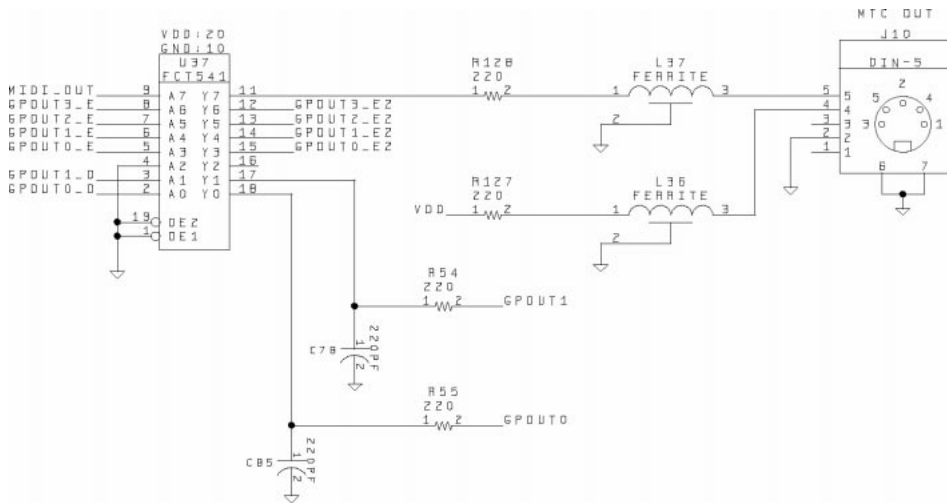 MTC OUT
J10
DIN-5
VDD:20
GND:10
U37
FCT541
MIDI_OUT 9 A7 Y7 11
GPOUT3_E 8 A6 Y6 12 GPOUT3_E2
GPOUT2_E 7 A5 Y5 13 GPOUT2_E2
GPOUT1_E 6 A4 Y4 14 GPOUT1_E2
GPOUT0_E 5 A3 Y3 15 GPOUT0_E2
4 A2 Y2 16
GPOUT1_D 3 A1 Y1 17
GPOUT0_D 2 A0 Y0 18
19 OE2
1 OE1
R128
220
1 2
L37
FERRITE
1 3
2
5 5
4 4
3 3
2 2
1 1
2
5 4
3 1
6 7
R127
220
VDD 1 2
L36
FERRITE
1 3
2
R54
220
1 2 GPOUT1
C78
1
2
220PF
R55
220
1 2 GPOUT0
C85
1
2
220PF